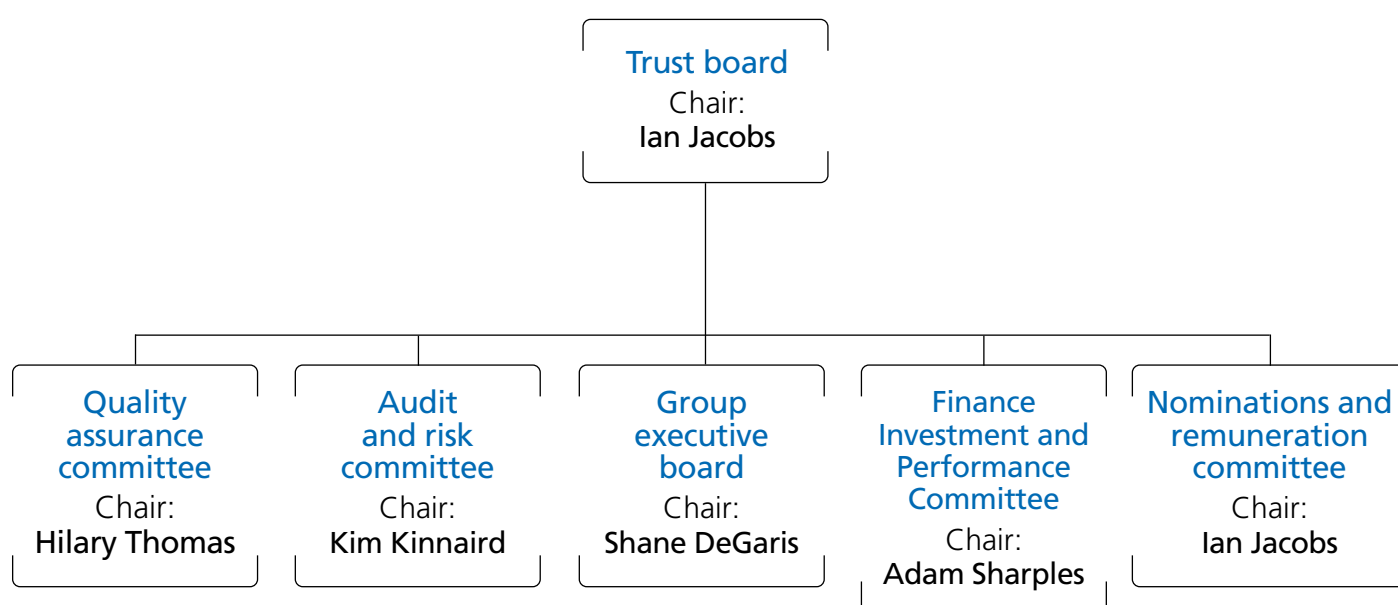 Trust board
Chair:
Ian Jacobs
Quality
assurance
committee
Chair:
Hilary Thomas
Audit
and risk
committee
Chair:
Kim Kinnaird
Group
executive
board
Chair:
Shane DeGaris
Finance
Investment and
Performance
Committee
Chair:
Adam Sharples
Nominations and
remuneration
committee
Chair:
Ian Jacobs